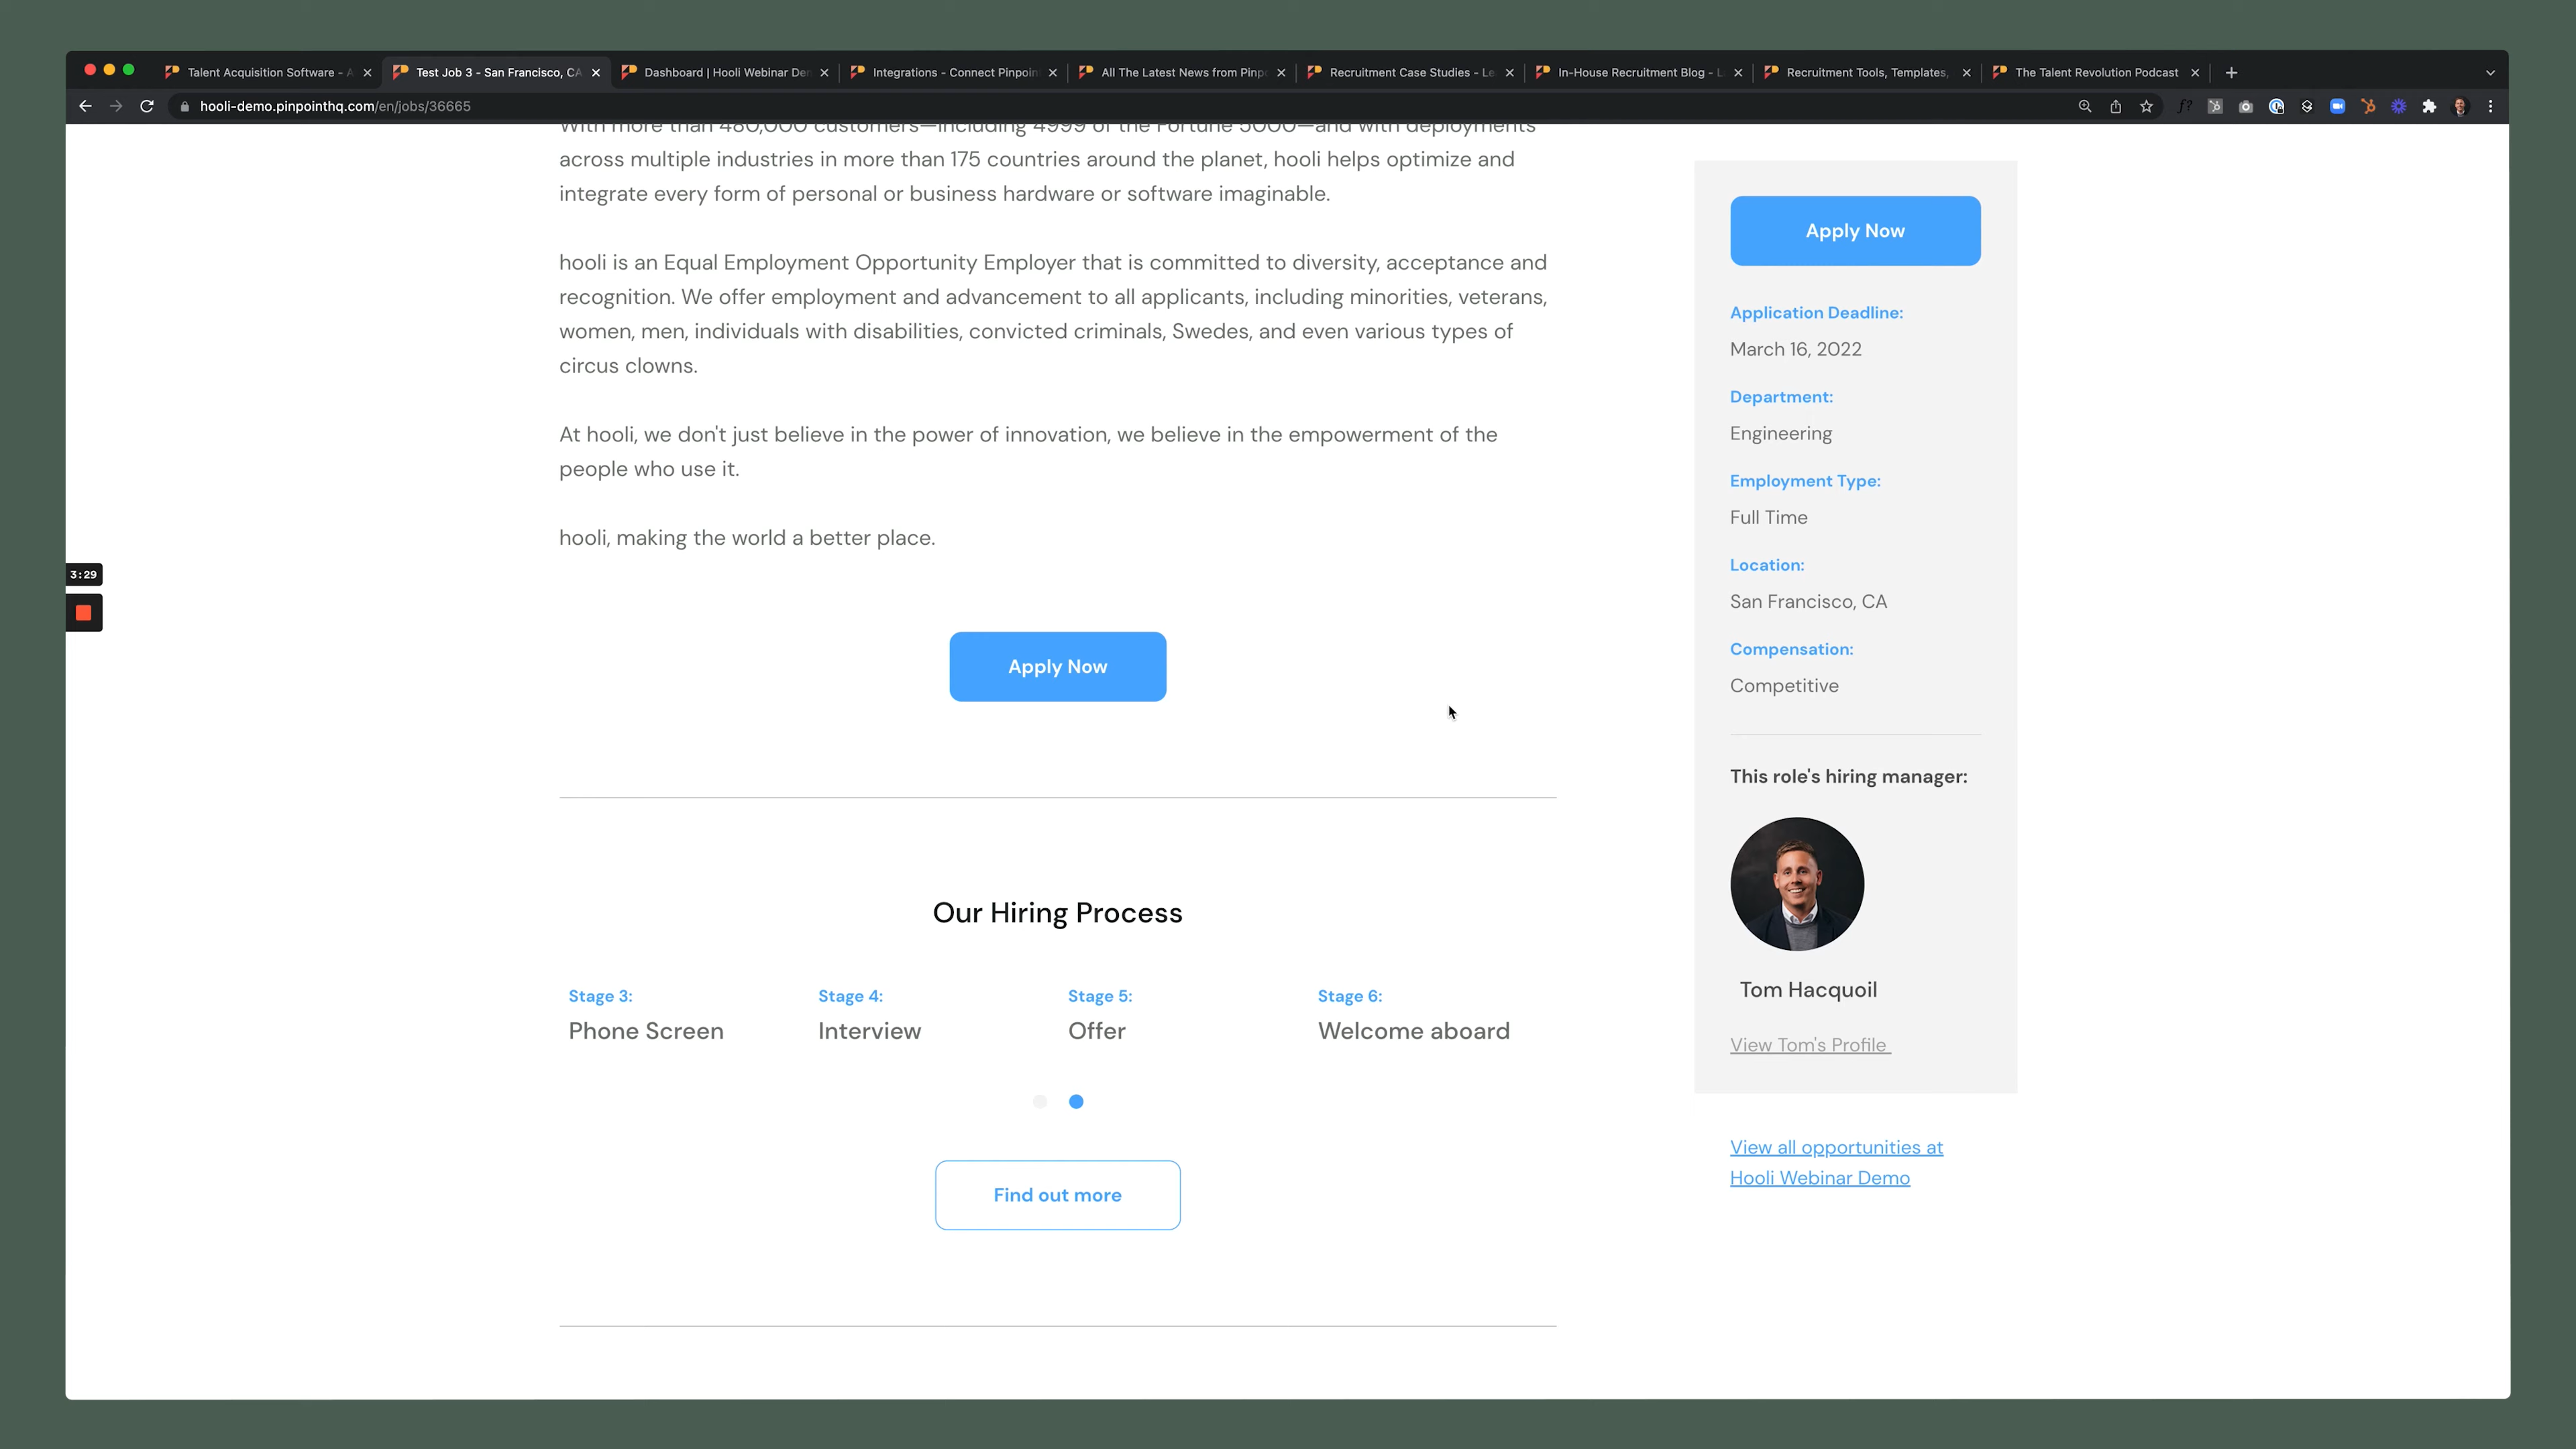 Talent Acquisition Software - A
Test Job 3 - San Francisco, CA
Dashboard | Hooli Webinar Den
Integrations - Connect Pinpoint
All The Latest News from Pinpo
Recruitment Case Studies - Le
In-House Recruitment Blog - L
Recruitment Tools, Templates,
The Talent Revolution Podcast
hooli-demo.pinpointhq.com/en/jobs/36665
f?
With more than 480,000 customers—including 4999 of the Fortune 5000—and with deployments
across multiple industries in more than 175 countries around the planet, hooli helps optimize and
integrate every form of personal or business hardware or software imaginable.
hooli is an Equal Employment Opportunity Employer that is committed to diversity, acceptance and
recognition. We offer employment and advancement to all applicants, including minorities, veterans,
women, men, individuals with disabilities, convicted criminals, Swedes, and even various types of
circus clowns.
At hooli, we don't just believe in the power of innovation, we believe in the empowerment of the
people who use it.
hooli, making the world a better place.
3:29
Apply Now
Our Hiring Process
Stage 3:
Phone Screen
Stage 4:
Interview
Stage 5:
Offer
Stage 6:
Welcome aboard
Find out more
Apply Now
Application Deadline:
March 16, 2022
Department:
Engineering
Employment Type:
Full Time
Location:
San Francisco, CA
Compensation:
Competitive
This role's hiring manager:
Tom Hacquoil
View Tom's Profile
View all opportunities at
Hooli Webinar Demo